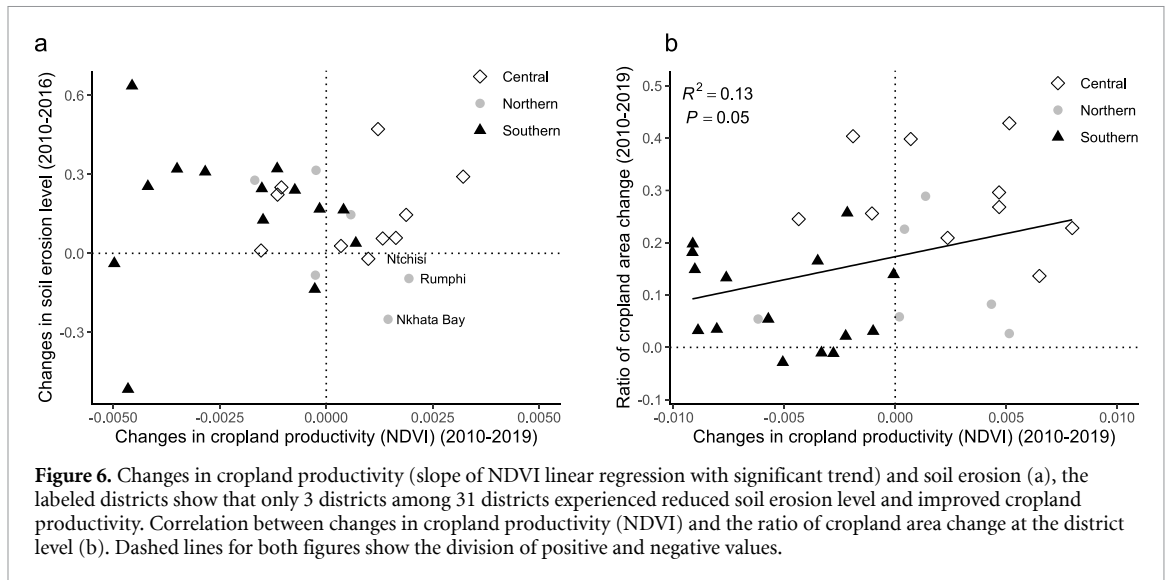 a
Changes in soil erosion level (2010-2016)
0.6
0.3
0.0
-0.3
Central
Northern
Southern
Ntchisi
Rumphi
Nkhata Bay
-0.0050
-0.0025
0.0000
0.0025
0.0050
Changes in cropland productivity (NDVI) (2010-2019)
b
Ratio of cropland area change (2010-2019)
0.5
0.4
0.3
0.2
0.1
0.0
-0.1
R² = 0.13
P = 0.05
Central
Northern
Southern
-0.010
-0.005
0.000
0.005
0.010
Changes in cropland productivity (NDVI) (2010-2019)
Figure 6. Changes in cropland productivity (slope of NDVI linear regression with significant trend) and soil erosion (a), the
labeled districts show that only 3 districts among 31 districts experienced reduced soil erosion level and improved cropland
productivity. Correlation between changes in cropland productivity (NDVI) and the ratio of cropland area change at the district
level (b). Dashed lines for both figures show the division of positive and negative values.